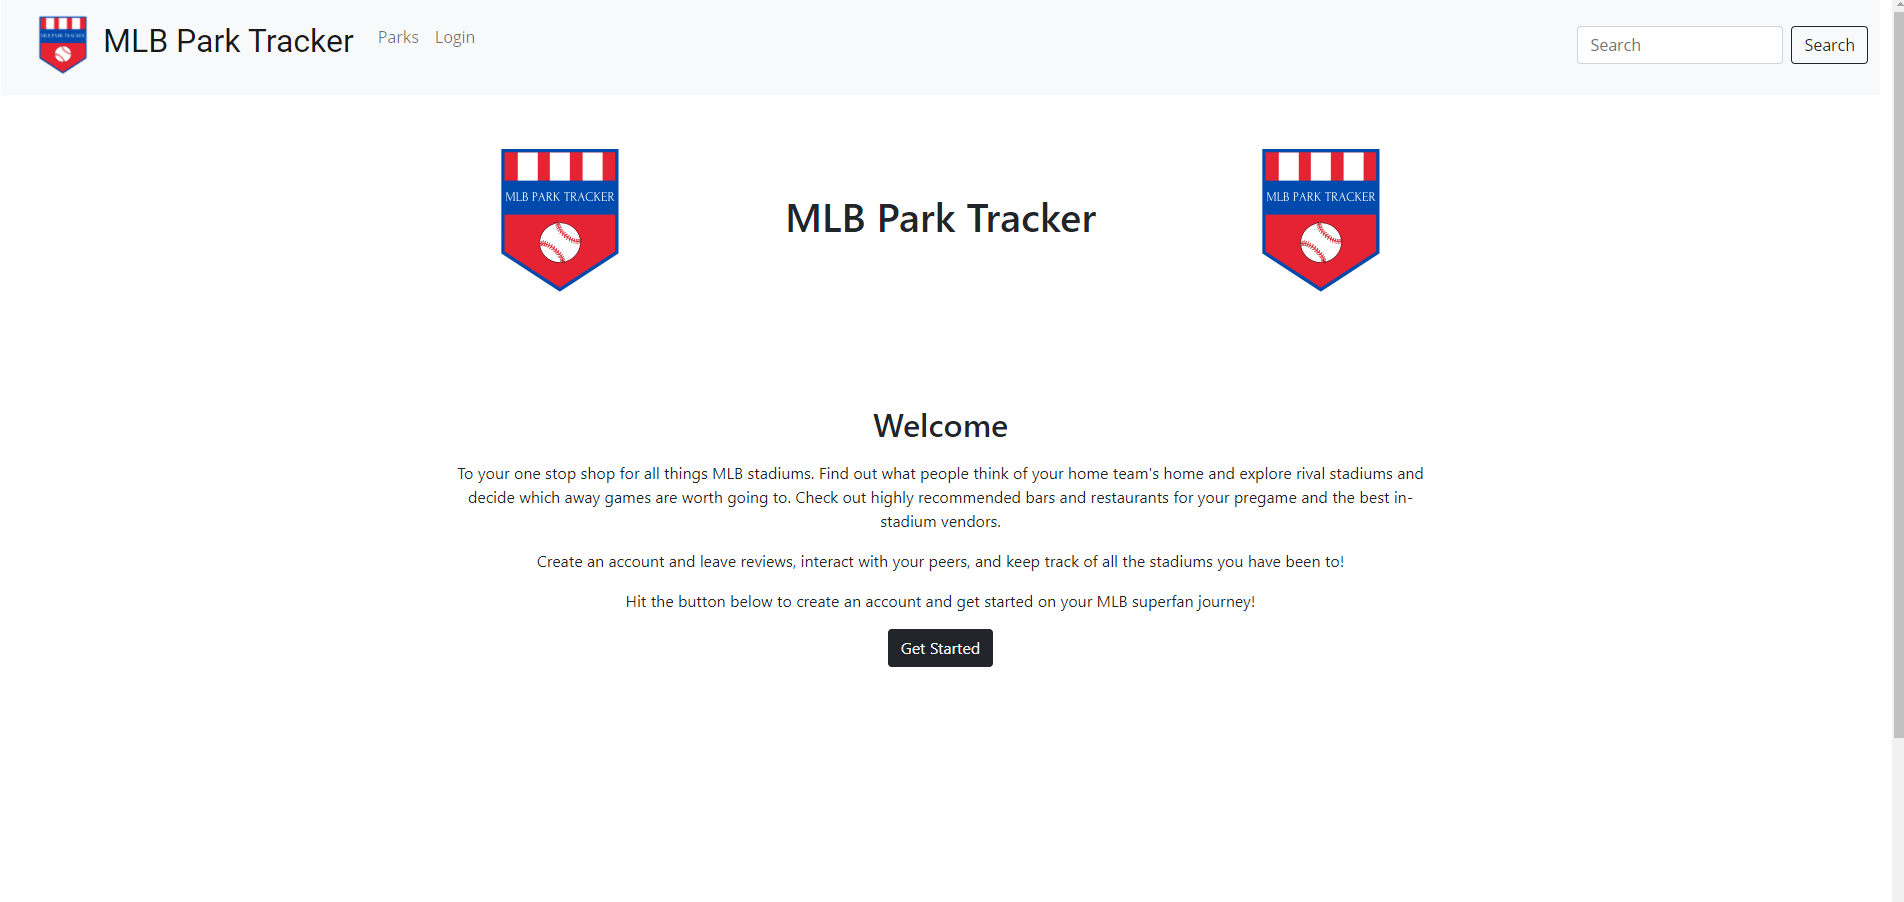 MLB PARK TRACKER
MLB Park Tracker
Parks
Login
Search
Search
MLB PARK TRACKER
MLB Park Tracker
MLB PARK TRACKER
Welcome
To your one stop shop for all things MLB stadiums. Find out what people think of your home team's home and explore rival stadiums and
decide which away games are worth going to. Check out highly recommended bars and restaurants for your pregame and the best in-
stadium vendors.
Create an account and leave reviews, interact with your peers, and keep track of all the stadiums you have been to!
Hit the button below to create an account and get started on your MLB superfan journey!
Get Started